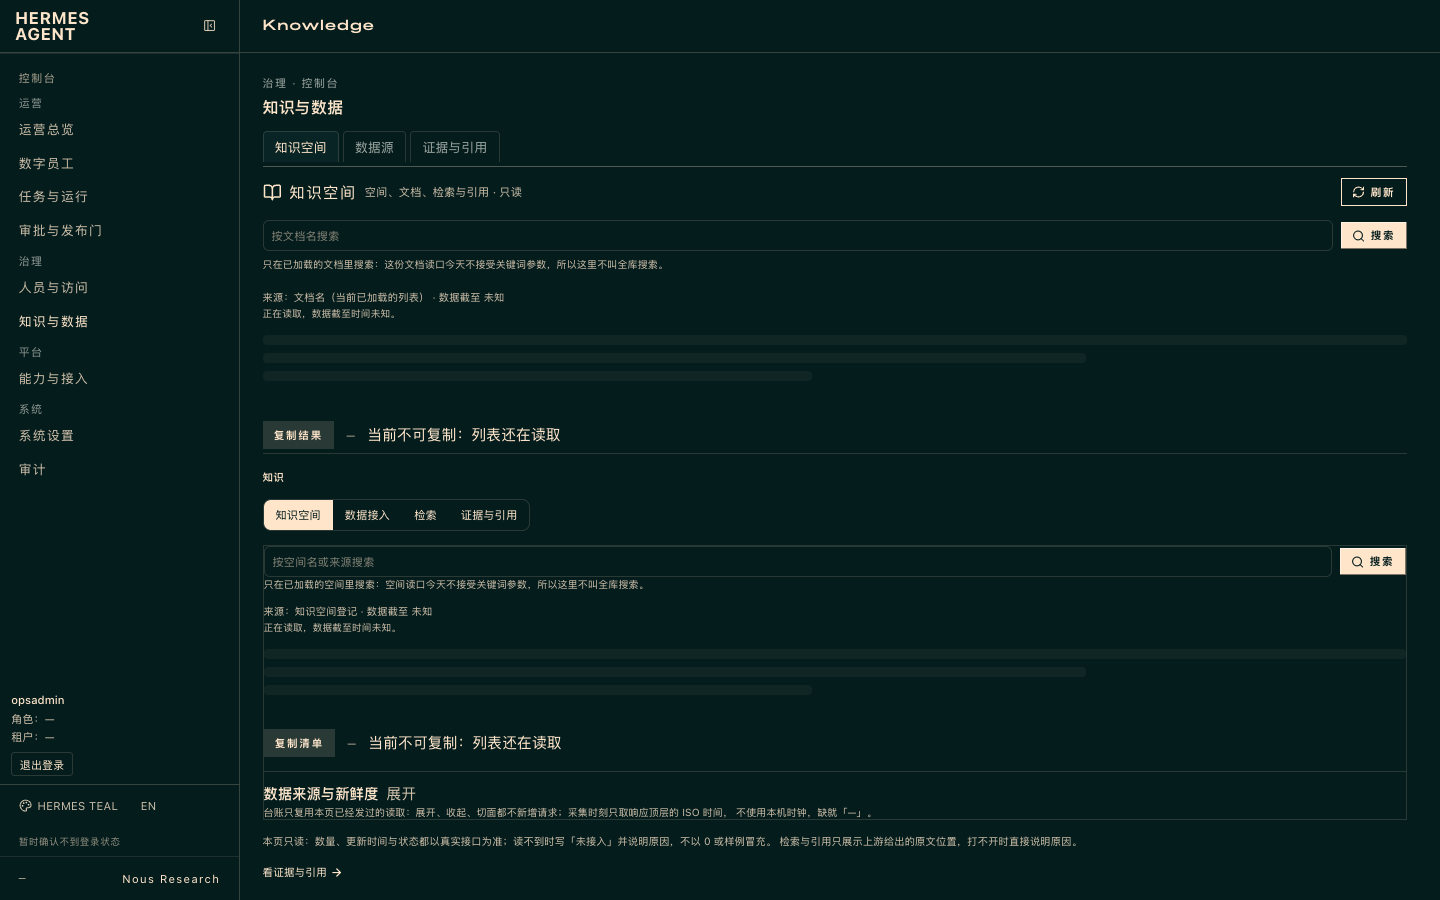 HERMES
AGENT
Knowledge
控制台
运营
运营总览
数字员工
任务与运行
审批与发布门
治理
人员与访问
知识与数据
平台
能力与接入
系统
系统设置
审计
opsadmin
角色：—
租户：—
退出登录
HERMES TEAL EN
暂时确认不到登录状态
— Nous Research
治理 · 控制台
知识与数据
知识空间 数据源 证据与引用
知识空间 空间、文档、检索与引用 · 只读 刷新
按文档名搜索 搜索
只在已加载的文档里搜索：这份文档读口今天不接受关键词参数，所以这里不叫全库搜索。
来源：文档名（当前已加载的列表） · 数据截至 未知
正在读取，数据截至时间未知。
复制结果 — 当前不可复制：列表还在读取
知识
知识空间 数据接入 检索 证据与引用
按空间名或来源搜索 搜索
只在已加载的空间里搜索：空间读口今天不接受关键词参数，所以这里不叫全库搜索。
来源：知识空间登记 · 数据截至 未知
正在读取，数据截至时间未知。
复制清单 — 当前不可复制：列表还在读取
数据来源与新鲜度 展开
台账只复用本页已经发过的读取：展开、收起、切面都不新增请求；采集时刻只取响应顶层的 ISO 时间， 不使用本机时钟，缺就「—」。
本页只读：数量、更新时间与状态都以真实接口为准；读不到时写「未接入」并说明原因，不以 0 或样例冒充。 检索与引用只展示上游给出的原文位置，打不开时直接说明原因。
看证据与引用 →